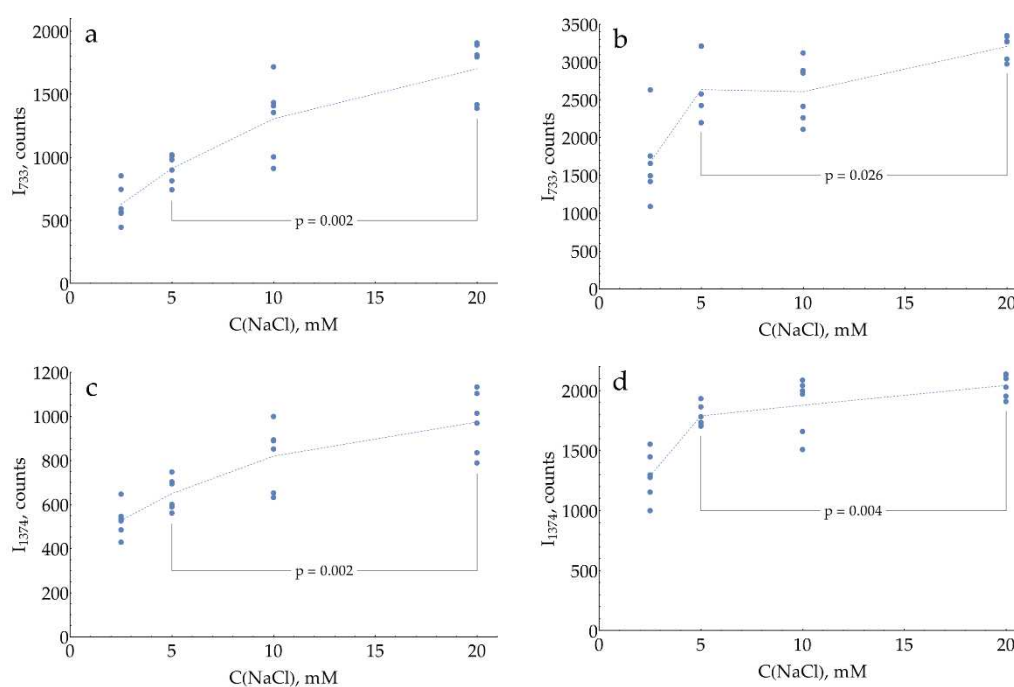 a
I733, counts
2000
1500
1000
500
0
p = 0.002
0 5 10 15 20
C(NaCl), mM
b
I733, counts
3500
3000
2500
2000
1500
1000
500
0
p = 0.026
0 5 10 15 20
C(NaCl), mM
c
I1374, counts
1200
1000
800
600
400
200
0
p = 0.002
0 5 10 15 20
C(NaCl), mM
d
I1374, counts
2000
1500
1000
500
0
p = 0.004
0 5 10 15 20
C(NaCl), mM